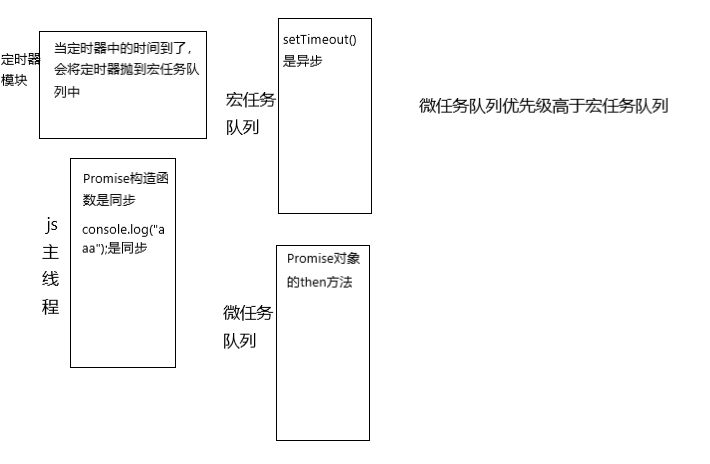 定时器
模块
当定时器中的时间到了，
会将定时器抛到宏任务队
列中
setTimeout()
是异步
宏任务
队列
微任务队列优先级高于宏任务队列
Promise构造函
数是同步
console.log("a
aa");是同步
js
主
线
程
Promise对象
的then方法
微任务
队列